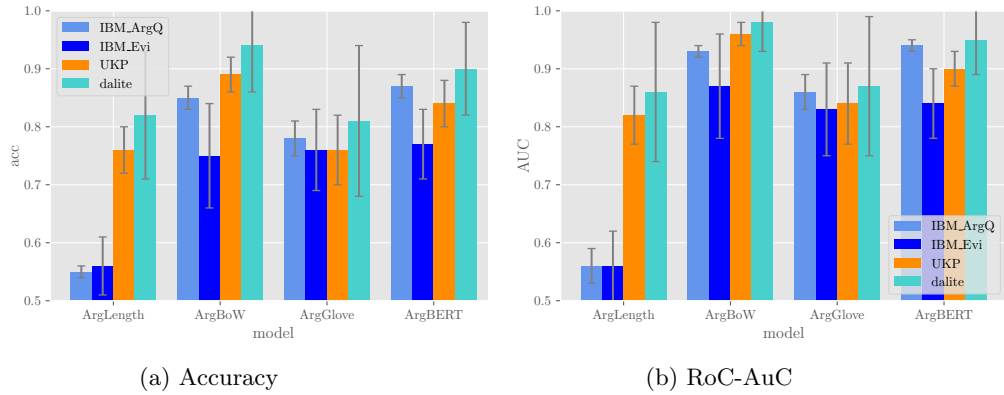 1.0
0.9
0.8
0.7
0.6
0.5
acc
IBM_ArgQ
IBM_Evi
UKP
dalite
ArgLength ArgBoW ArgGlove ArgBERT
model
(a) Accuracy
1.0
0.9
0.8
0.7
0.6
0.5
AUC
IBM_ArgQ
IBM_Evi
UKP
dalite
ArgLength ArgBoW ArgGlove ArgBERT
model
(b) RoC-AuC